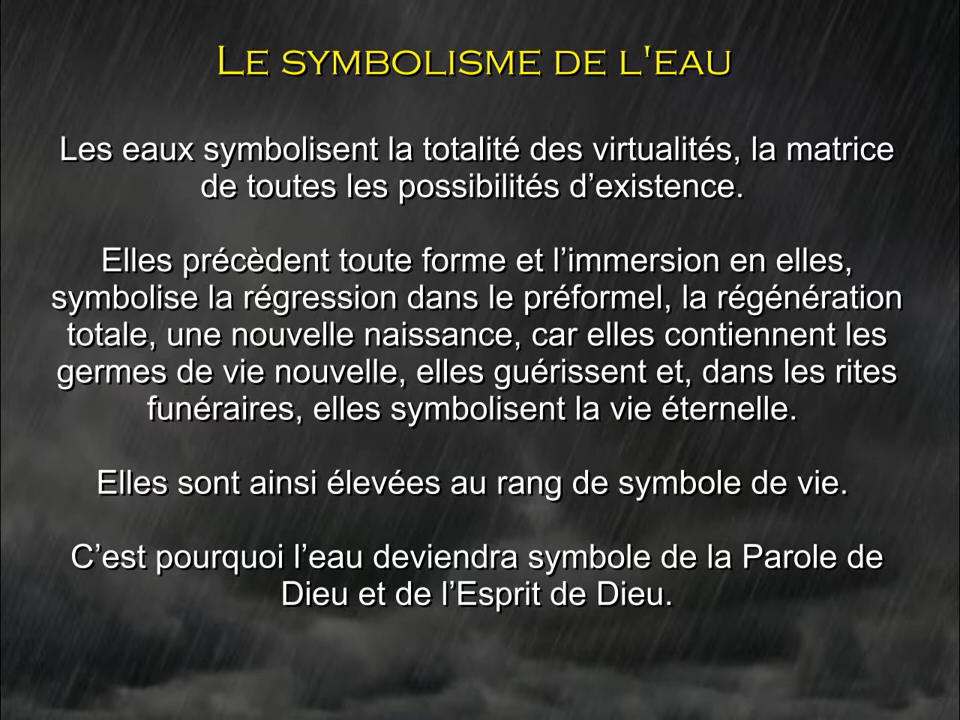 Le symbolisme de l'eau
Les eaux symbolisent la totalité des virtualités, la matrice
de toutes les possibilités d’existence.
Elles précèdent toute forme et l’immersion en elles,
symbolise la régression dans le préformel, la régénération
totale, une nouvelle naissance, car elles contiennent les
germes de vie nouvelle, elles guérissent et, dans les rites
funéraires, elles symbolisent la vie éternelle.
Elles sont ainsi élevées au rang de symbole de vie.
C’est pourquoi l’eau deviendra symbole de la Parole de
Dieu et de l’Esprit de Dieu.